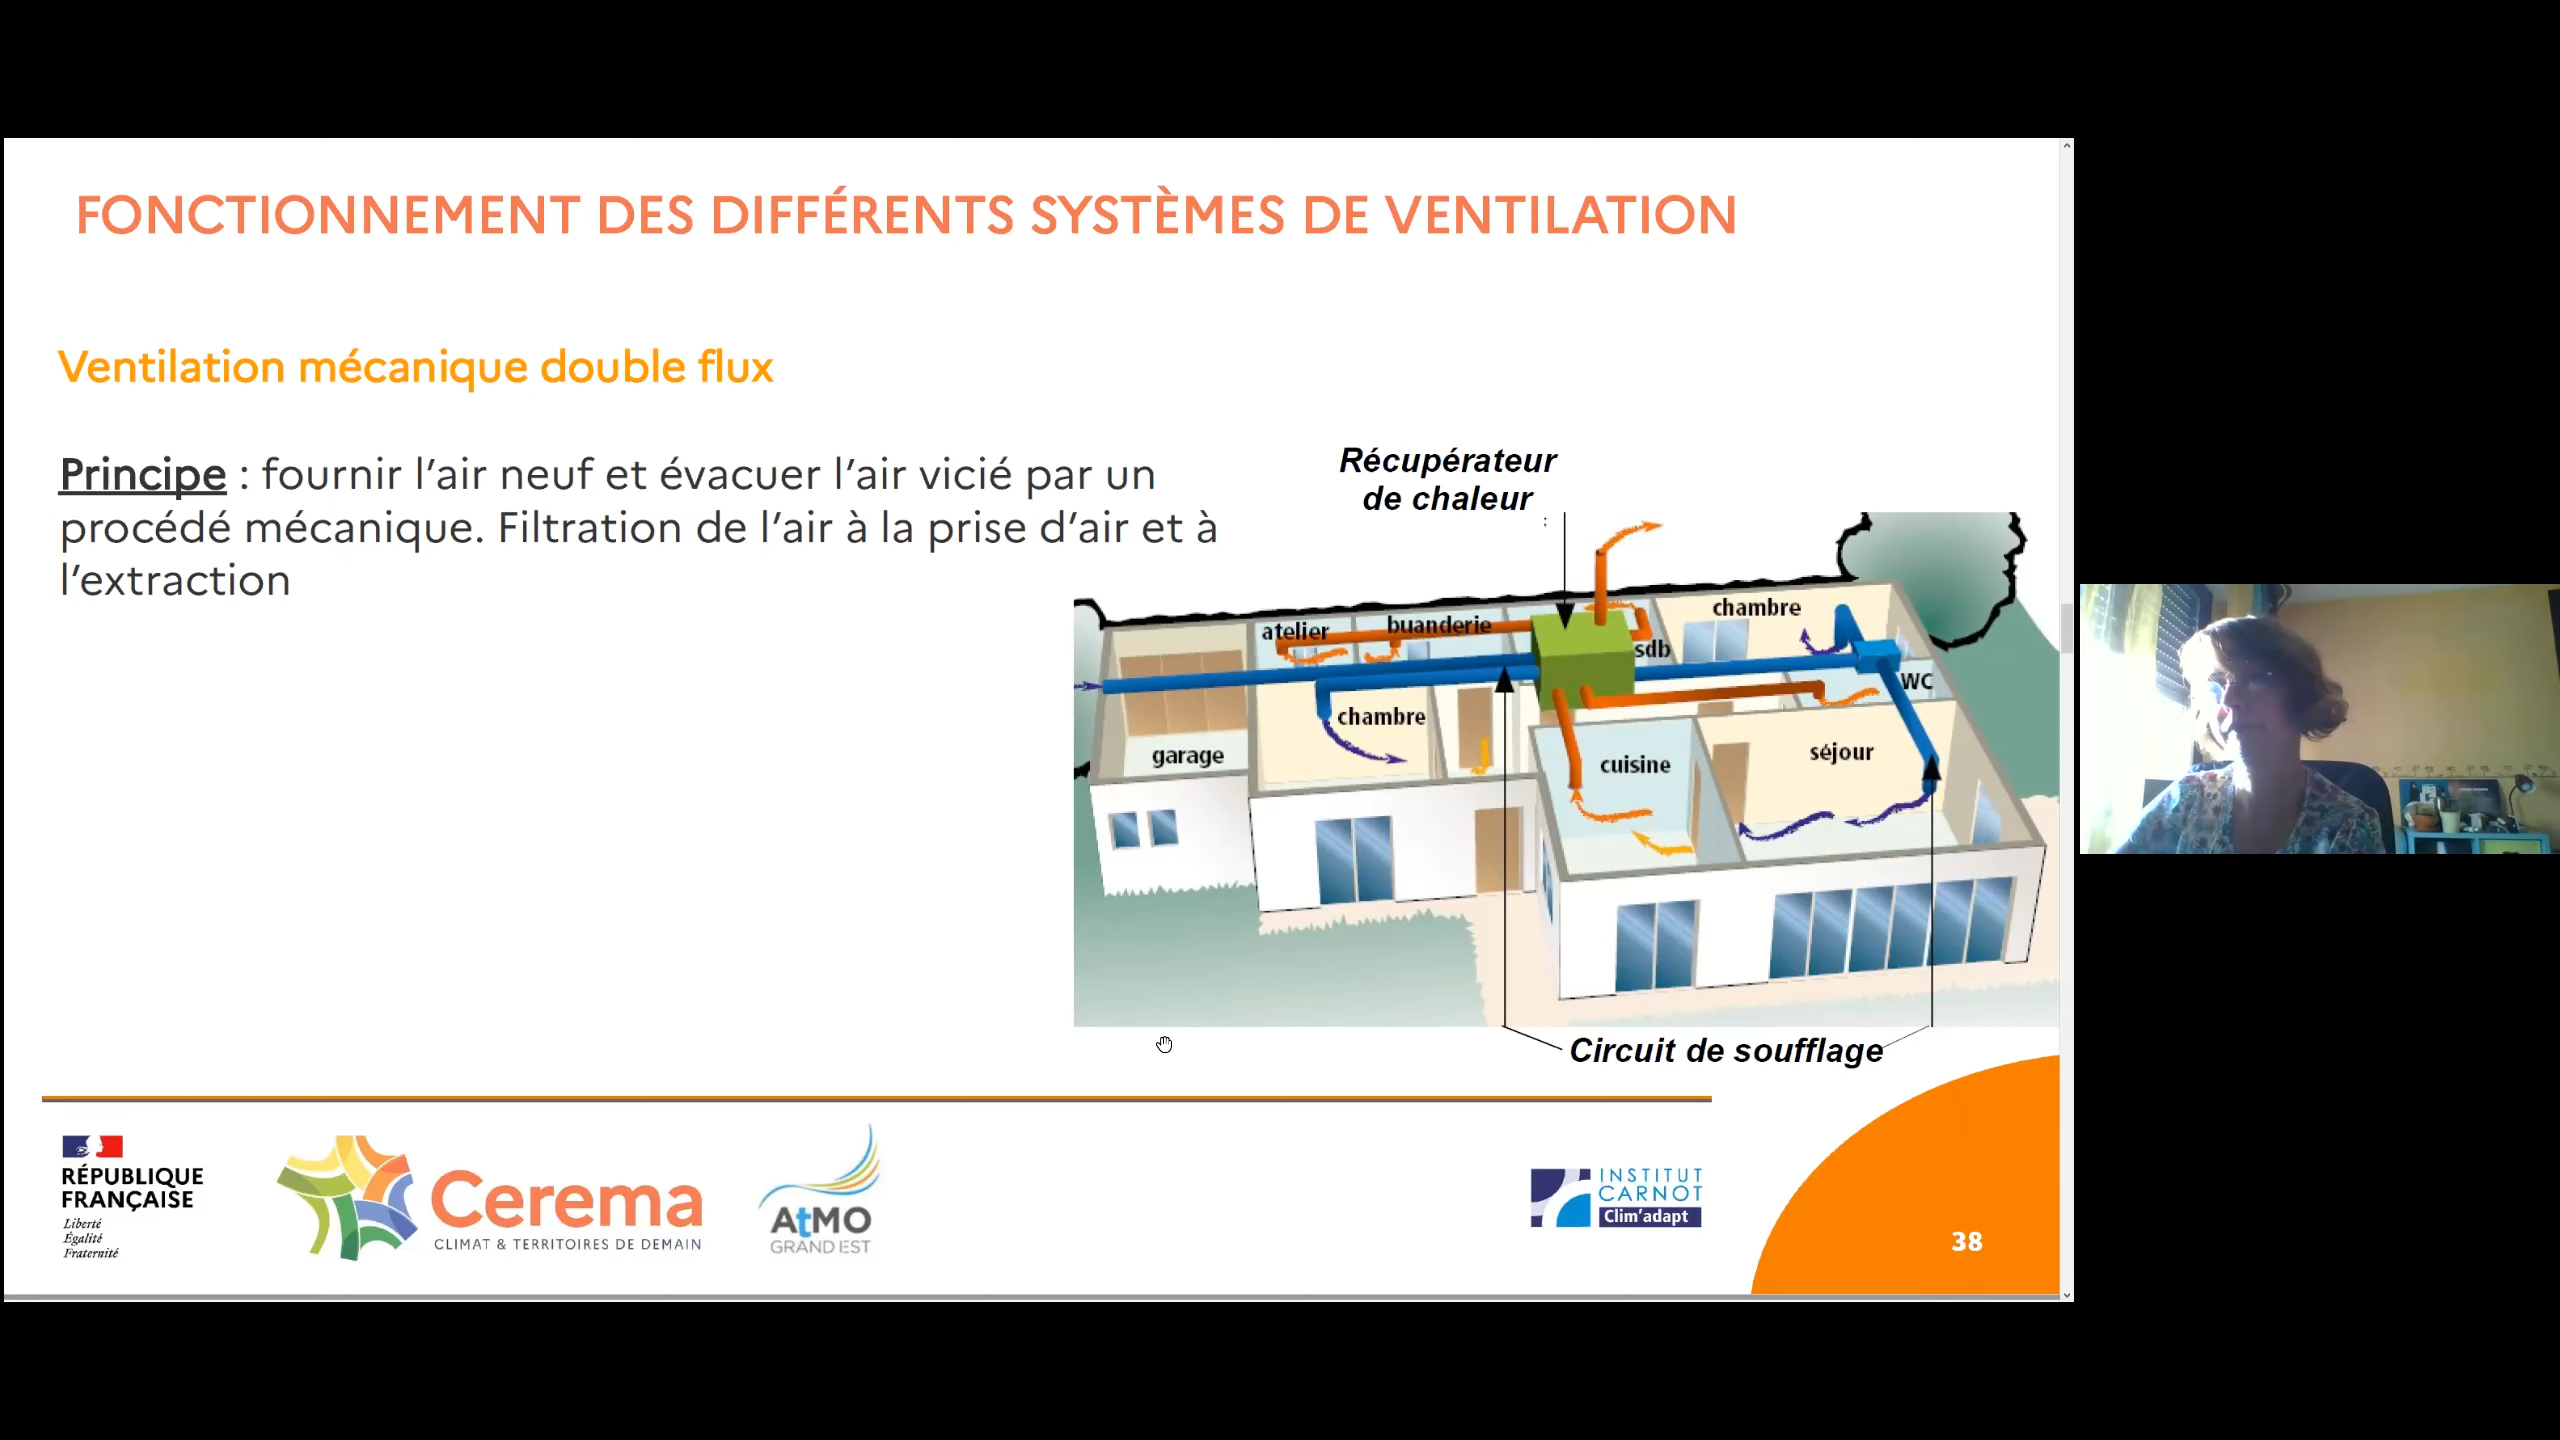 FONCTIONNEMENT DES DIFFÉRENTS SYSTÈMES DE VENTILATION
Ventilation mécanique double flux
Principe : fournir l’air neuf et évacuer l’air vicié par un
procédé mécanique. Filtration de l’air à la prise d’air et à
l’extraction
Récupérateur
de chaleur
:
chambre
atelier
buanderie
sdb
WC
chambre
garage
cuisine
séjour
Circuit de soufflage
RÉPUBLIQUE
FRANÇAISE
Liberté
Égalité
Fraternité
Cerema
CLIMAT & TERRITOIRES DE DEMAIN
AtMO
GRAND EST
INSTITUT
CARNOT
Clim’adapt
38